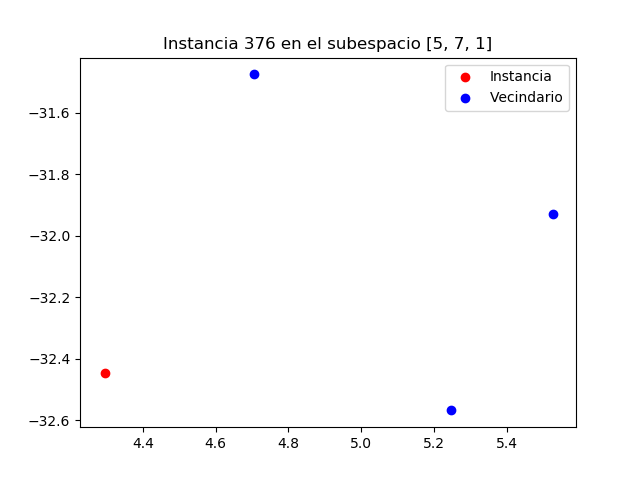 Instancia 376 en el subespacio [5, 7, 1]
Instancia
Vecindario
−31.6
−31.8
−32.0
−32.2
−32.4
−32.6
4.4 4.6 4.8 5.0 5.2 5.4